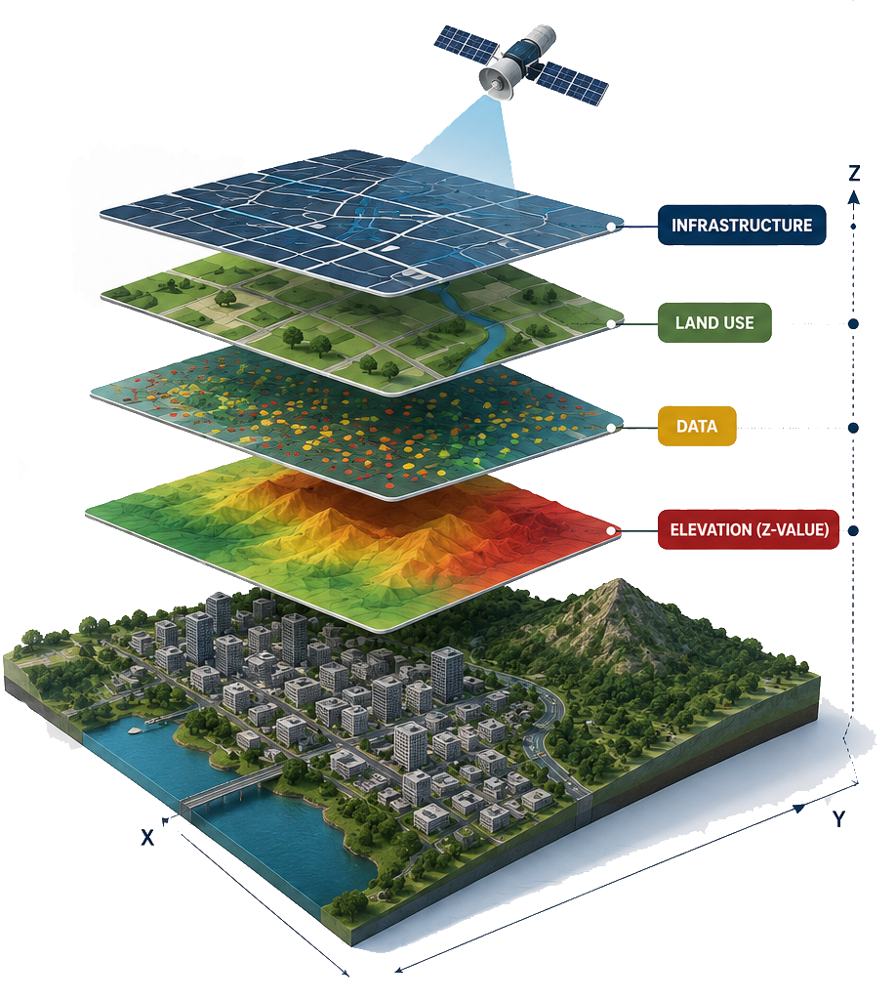 Z
INFRASTRUCTURE
LAND USE
DATA
ELEVATION (Z-VALUE)
X
Y